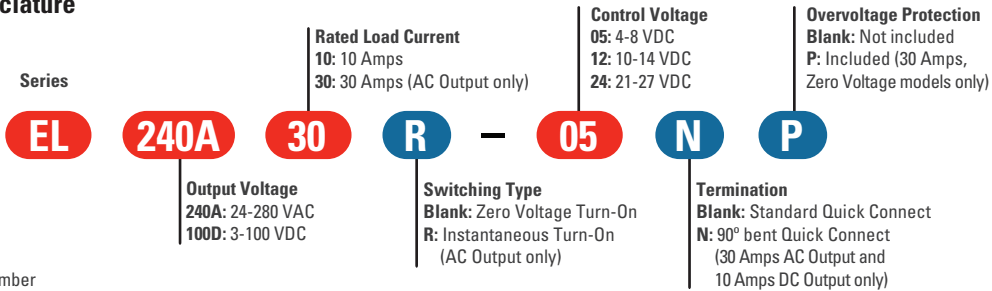 clature
Series
Rated Load Current
10: 10 Amps
30: 30 Amps (AC Output only)
Control Voltage
05: 4-8 VDC
12: 10-14 VDC
24: 21-27 VDC
Overvoltage Protection
Blank: Not included
P: Included (30 Amps,
Zero Voltage models only)
EL 240A 30 R – 05 N P
Output Voltage
240A: 24-280 VAC
100D: 3-100 VDC
Switching Type
Blank: Zero Voltage Turn-On
R: Instantaneous Turn-On
(AC Output only)
Termination
Blank: Standard Quick Connect
N: 90º bent Quick Connect
(30 Amps AC Output and
10 Amps DC Output only)
mber